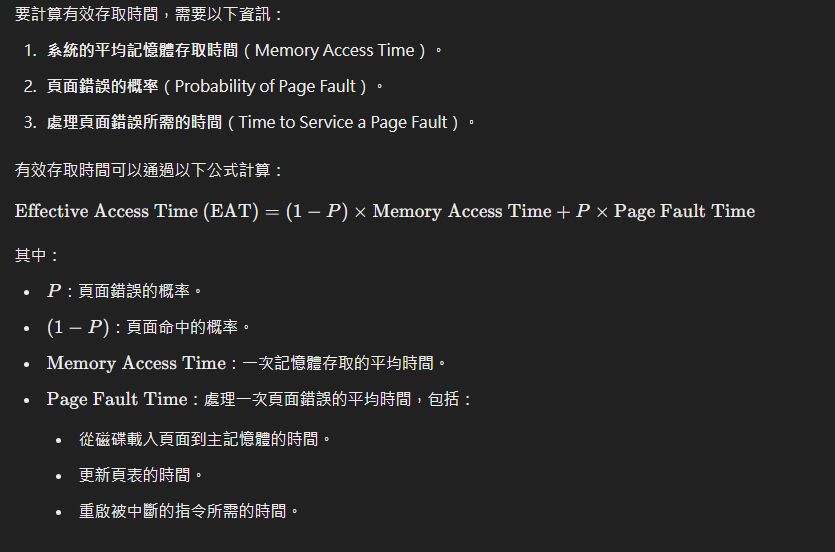 要計算有效存取時間，需要以下資訊：
1. 系統的平均記憶體存取時間（Memory Access Time）。
2. 頁面錯誤的概率（Probability of Page Fault）。
3. 處理頁面錯誤所需的時間（Time to Service a Page Fault）。
有效存取時間可以通過以下公式計算：
Effective Access Time (EAT) = (1 − P) × Memory Access Time + P × Page Fault Time
其中：
• P：頁面錯誤的概率。
• (1 − P)：頁面命中的概率。
• Memory Access Time：一次記憶體存取的平均時間。
• Page Fault Time：處理一次頁面錯誤的平均時間，包括：
• 從磁碟載入頁面到主記憶體的時間。
• 更新頁表的時間。
• 重啟被中斷的指令所需的時間。